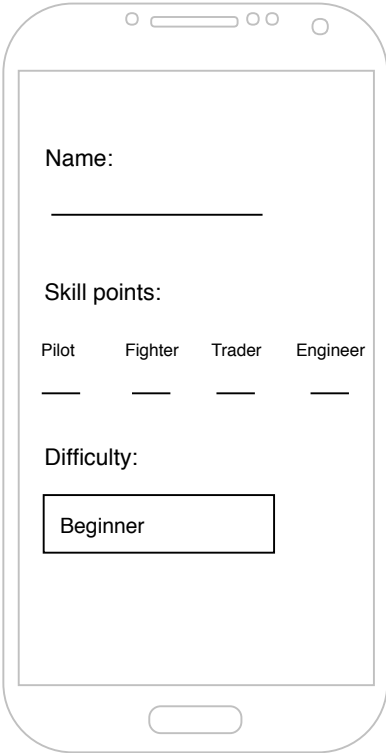 Name:
Skill points:
Pilot Fighter Trader Engineer
Difficulty:
Beginner